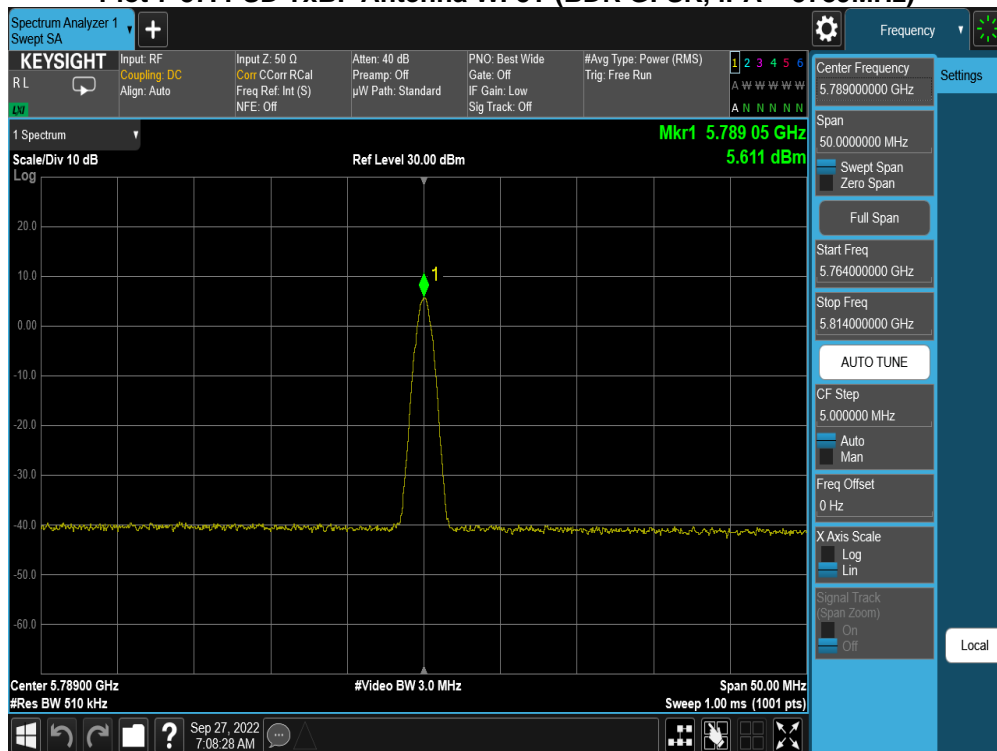 Spectrum Analyzer 1
Swept SA
+
Frequency
KEYSIGHT
R L
LXI
Input: RF
Coupling: DC
Align: Auto
Input Z: 50 Ω
Corr CCorr RCal
Freq Ref: Int (S)
NFE: Off
Atten: 40 dB
Preamp: Off
µW Path: Standard
PNO: Best Wide
Gate: Off
IF Gain: Low
Sig Track: Off
#Avg Type: Power (RMS)
Trig: Free Run
1 2 3 4 5 6
A W W W W W
A N N N N N
1 Spectrum
Scale/Div 10 dB
Log
Ref Level 30.00 dBm
Mkr1 5.789 05 GHz
5.611 dBm
20.0
10.0
0.00
-10.0
-20.0
-30.0
-40.0
-50.0
-60.0
1
Center 5.78900 GHz
#Res BW 510 kHz
#Video BW 3.0 MHz
Span 50.00 MHz
Sweep 1.00 ms (1001 pts)
Center Frequency
5.789000000 GHz
Settings
Span
50.0000000 MHz
Swept Span
Zero Span
Full Span
Start Freq
5.764000000 GHz
Stop Freq
5.814000000 GHz
AUTO TUNE
CF Step
5.000000 MHz
Auto
Man
Freq Offset
0 Hz
X Axis Scale
Log
Lin
Signal Track
(Span Zoom)
On
Off
Local
?
Sep 27, 2022
7:08:28 AM